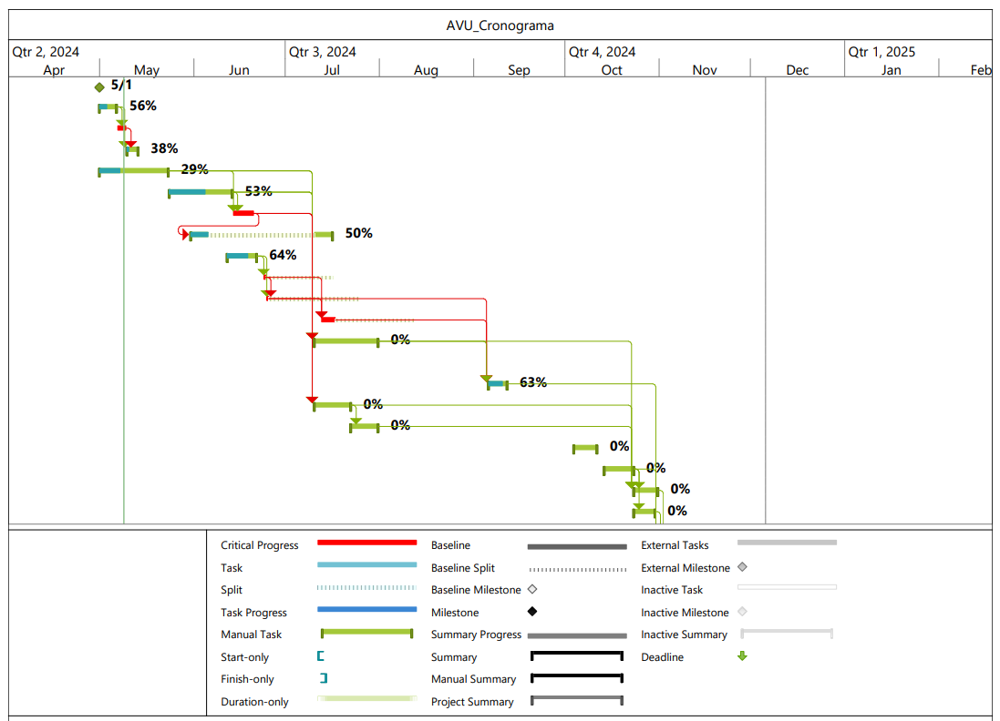 AVU_Cronograma
Qtr 2, 2024 Qtr 3, 2024 Qtr 4, 2024 Qtr 1, 2025
Apr May Jun Jul Aug Sep Oct Nov Dec Jan Feb
5/1
56%
38%
29%
53%
50%
64%
0%
63%
0%
0%
0%
0%
0%
0%
Critical Progress Baseline External Tasks
Task Baseline Split External Milestone
Split Baseline Milestone Inactive Task
Task Progress Milestone Inactive Milestone
Manual Task Summary Progress Inactive Summary
Start-only Summary Deadline
Finish-only Manual Summary
Duration-only Project Summary